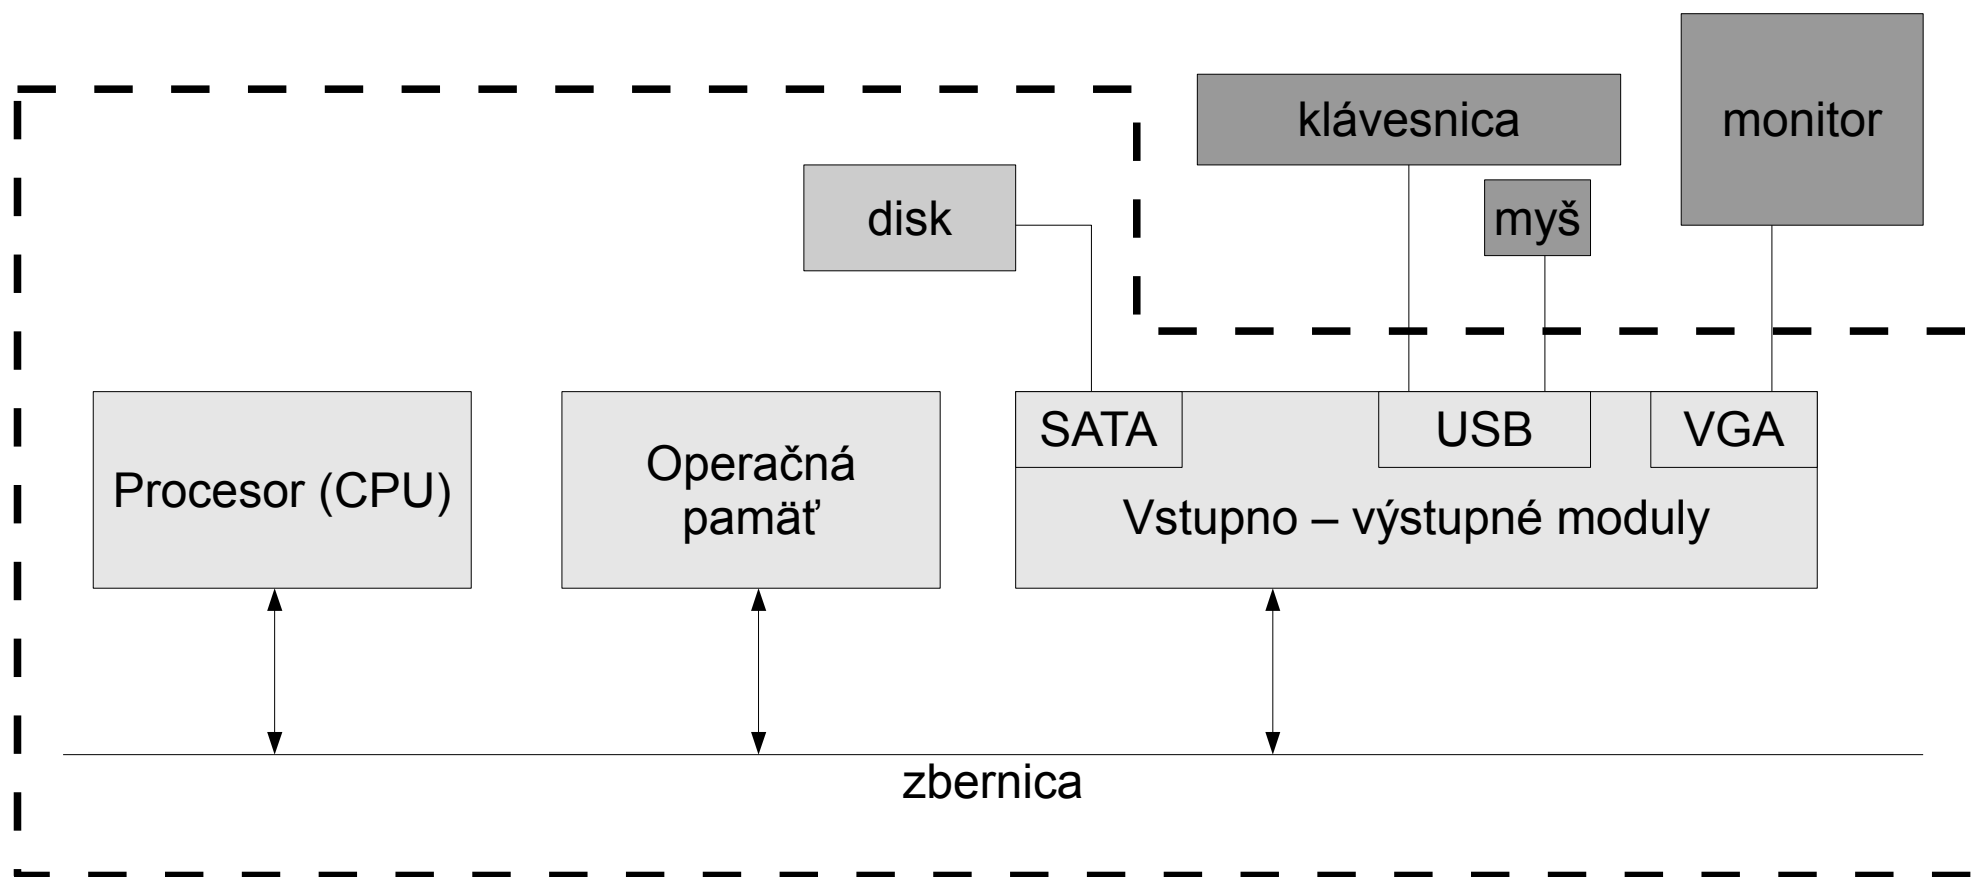 klávesnica
monitor
disk
myš
SATA
USB
VGA
Procesor (CPU)
Operačná
pamäť
Vstupno – výstupné moduly
zbernica